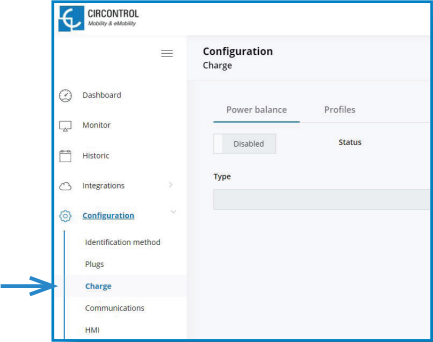 CIRCONTROL
Mobility & eMobility
Configuration
Charge
Dashboard
Monitor
Historic
Integrations
Configuration
Identification method
Plugs
Charge
Communications
HMI
Power balance Profiles
Disabled Status
Type